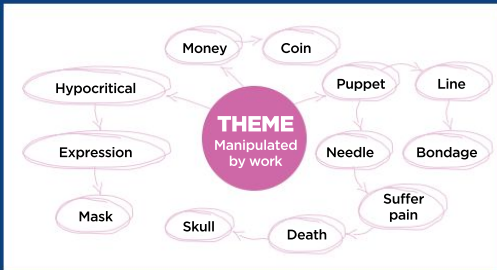 Money
Coin
Hypocritical
Puppet
Line
THEME
Manipulated
by work
Expression
Needle
Bondage
Mask
Suffer
pain
Skull
Death